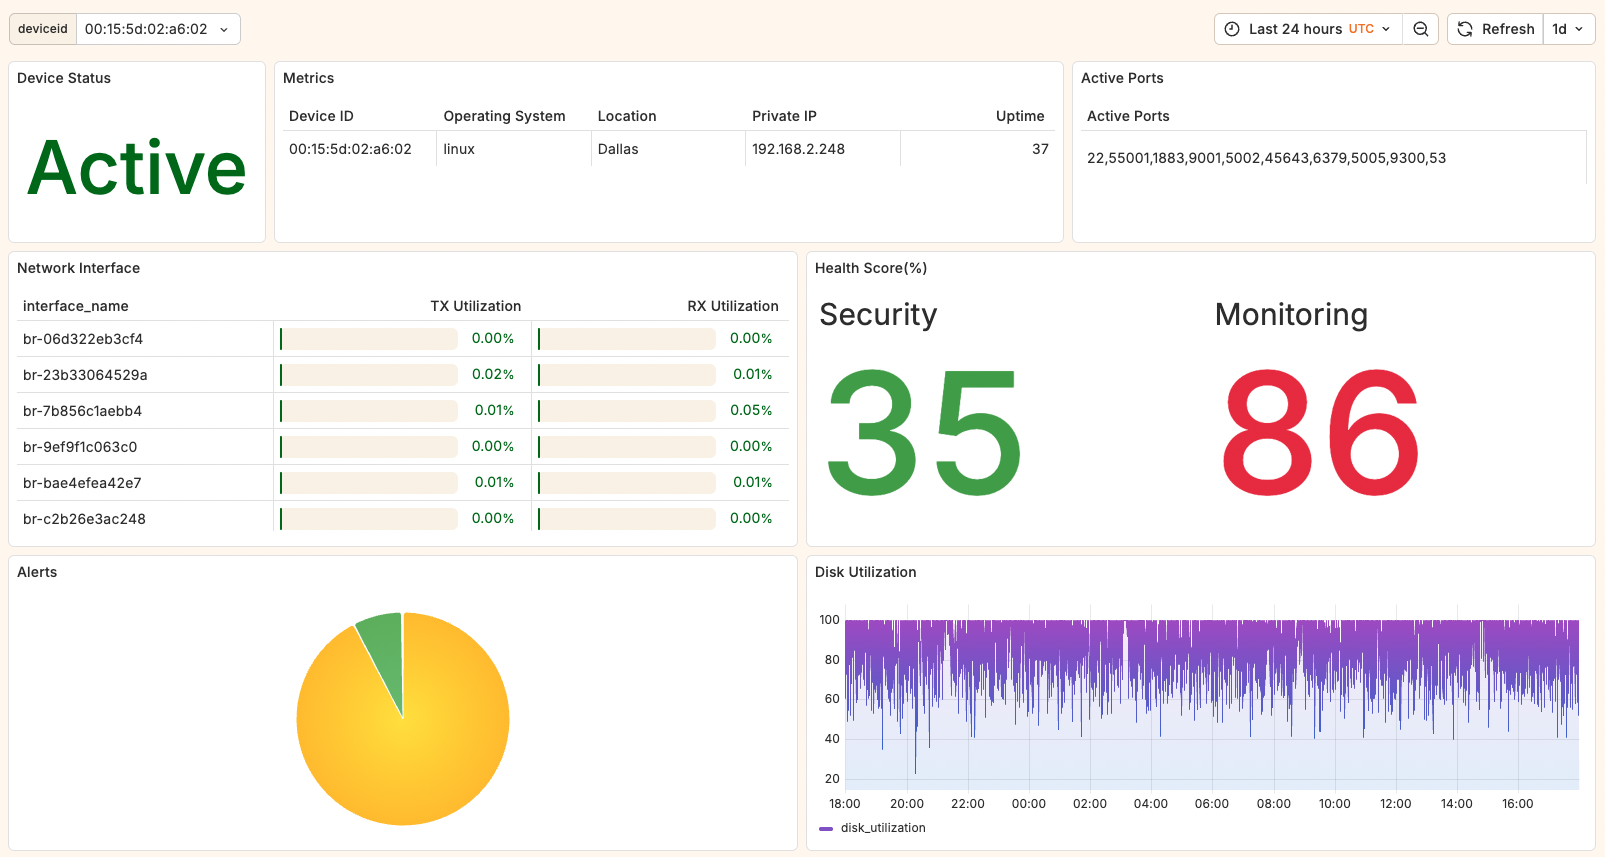 deviceid 00:15:5d:02:a6:02
Last 24 hours UTC Refresh 1d
Device Status
Active
Metrics
Device ID Operating System Location Private IP Uptime
00:15:5d:02:a6:02 linux Dallas 192.168.2.248 37
Active Ports
Active Ports
22,55001,1883,9001,5002,45643,6379,5005,9300,53
Network Interface
interface_name TX Utilization RX Utilization
br-06d322eb3cf4 0.00% 0.00%
br-23b33064529a 0.02% 0.01%
br-7b856c1aebb4 0.01% 0.05%
br-9ef9f1c063c0 0.00% 0.00%
br-bae4efea42e7 0.01% 0.01%
br-c2b26e3ac248 0.00% 0.00%
Health Score(%)
Security Monitoring
35 86
Alerts
Disk Utilization
100
80
60
40
20
18:00 20:00 22:00 00:00 02:00 04:00 06:00 08:00 10:00 12:00 14:00 16:00
disk_utilization